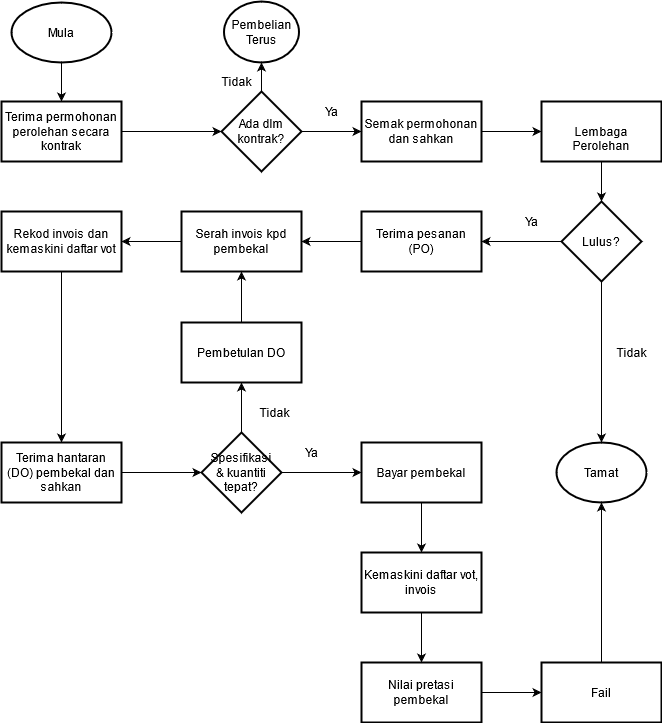 Mula
Pembelian
Terus
Tidak
Terima permohonan
perolehan secara
kontrak
Ada dlm
kontrak?
Ya
Semak permohonan
dan sahkan
Lembaga
Perolehan
Rekod invois dan
kemaskini daftar vot
Serah invois kpd
pembekal
Terima pesanan
(PO)
Ya
Lulus?
Pembetulan DO
Tidak
Tidak
Terima hantaran
(DO) pembekal dan
sahkan
Spesifikasi
& kuantiti
tepat?
Ya
Bayar pembekal
Tamat
Kemaskini daftar vot,
invois
Nilai pretasi
pembekal
Fail